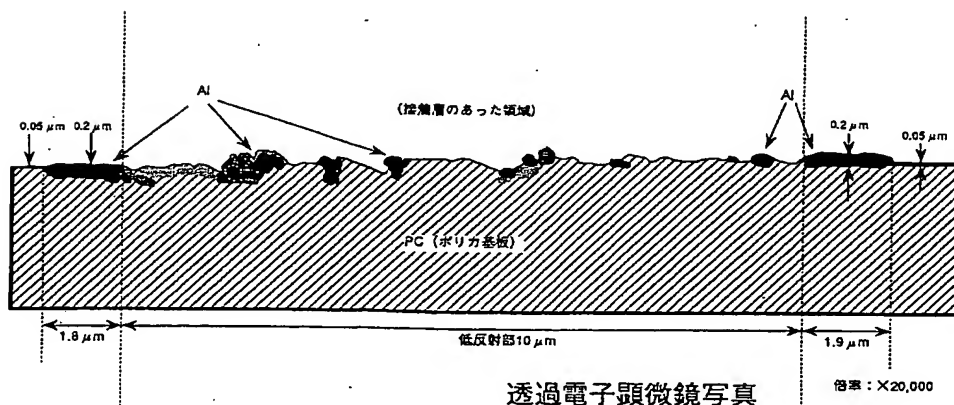 Al
(接着層のあった領域)
Al
0.05 μm
0.2 μm
0.2 μm
0.05 μm
PC (ポリカ基板)
1.8 μm
低反射部10 μm
1.9 μm
透過電子顕微鏡写真
倍率:×20,000